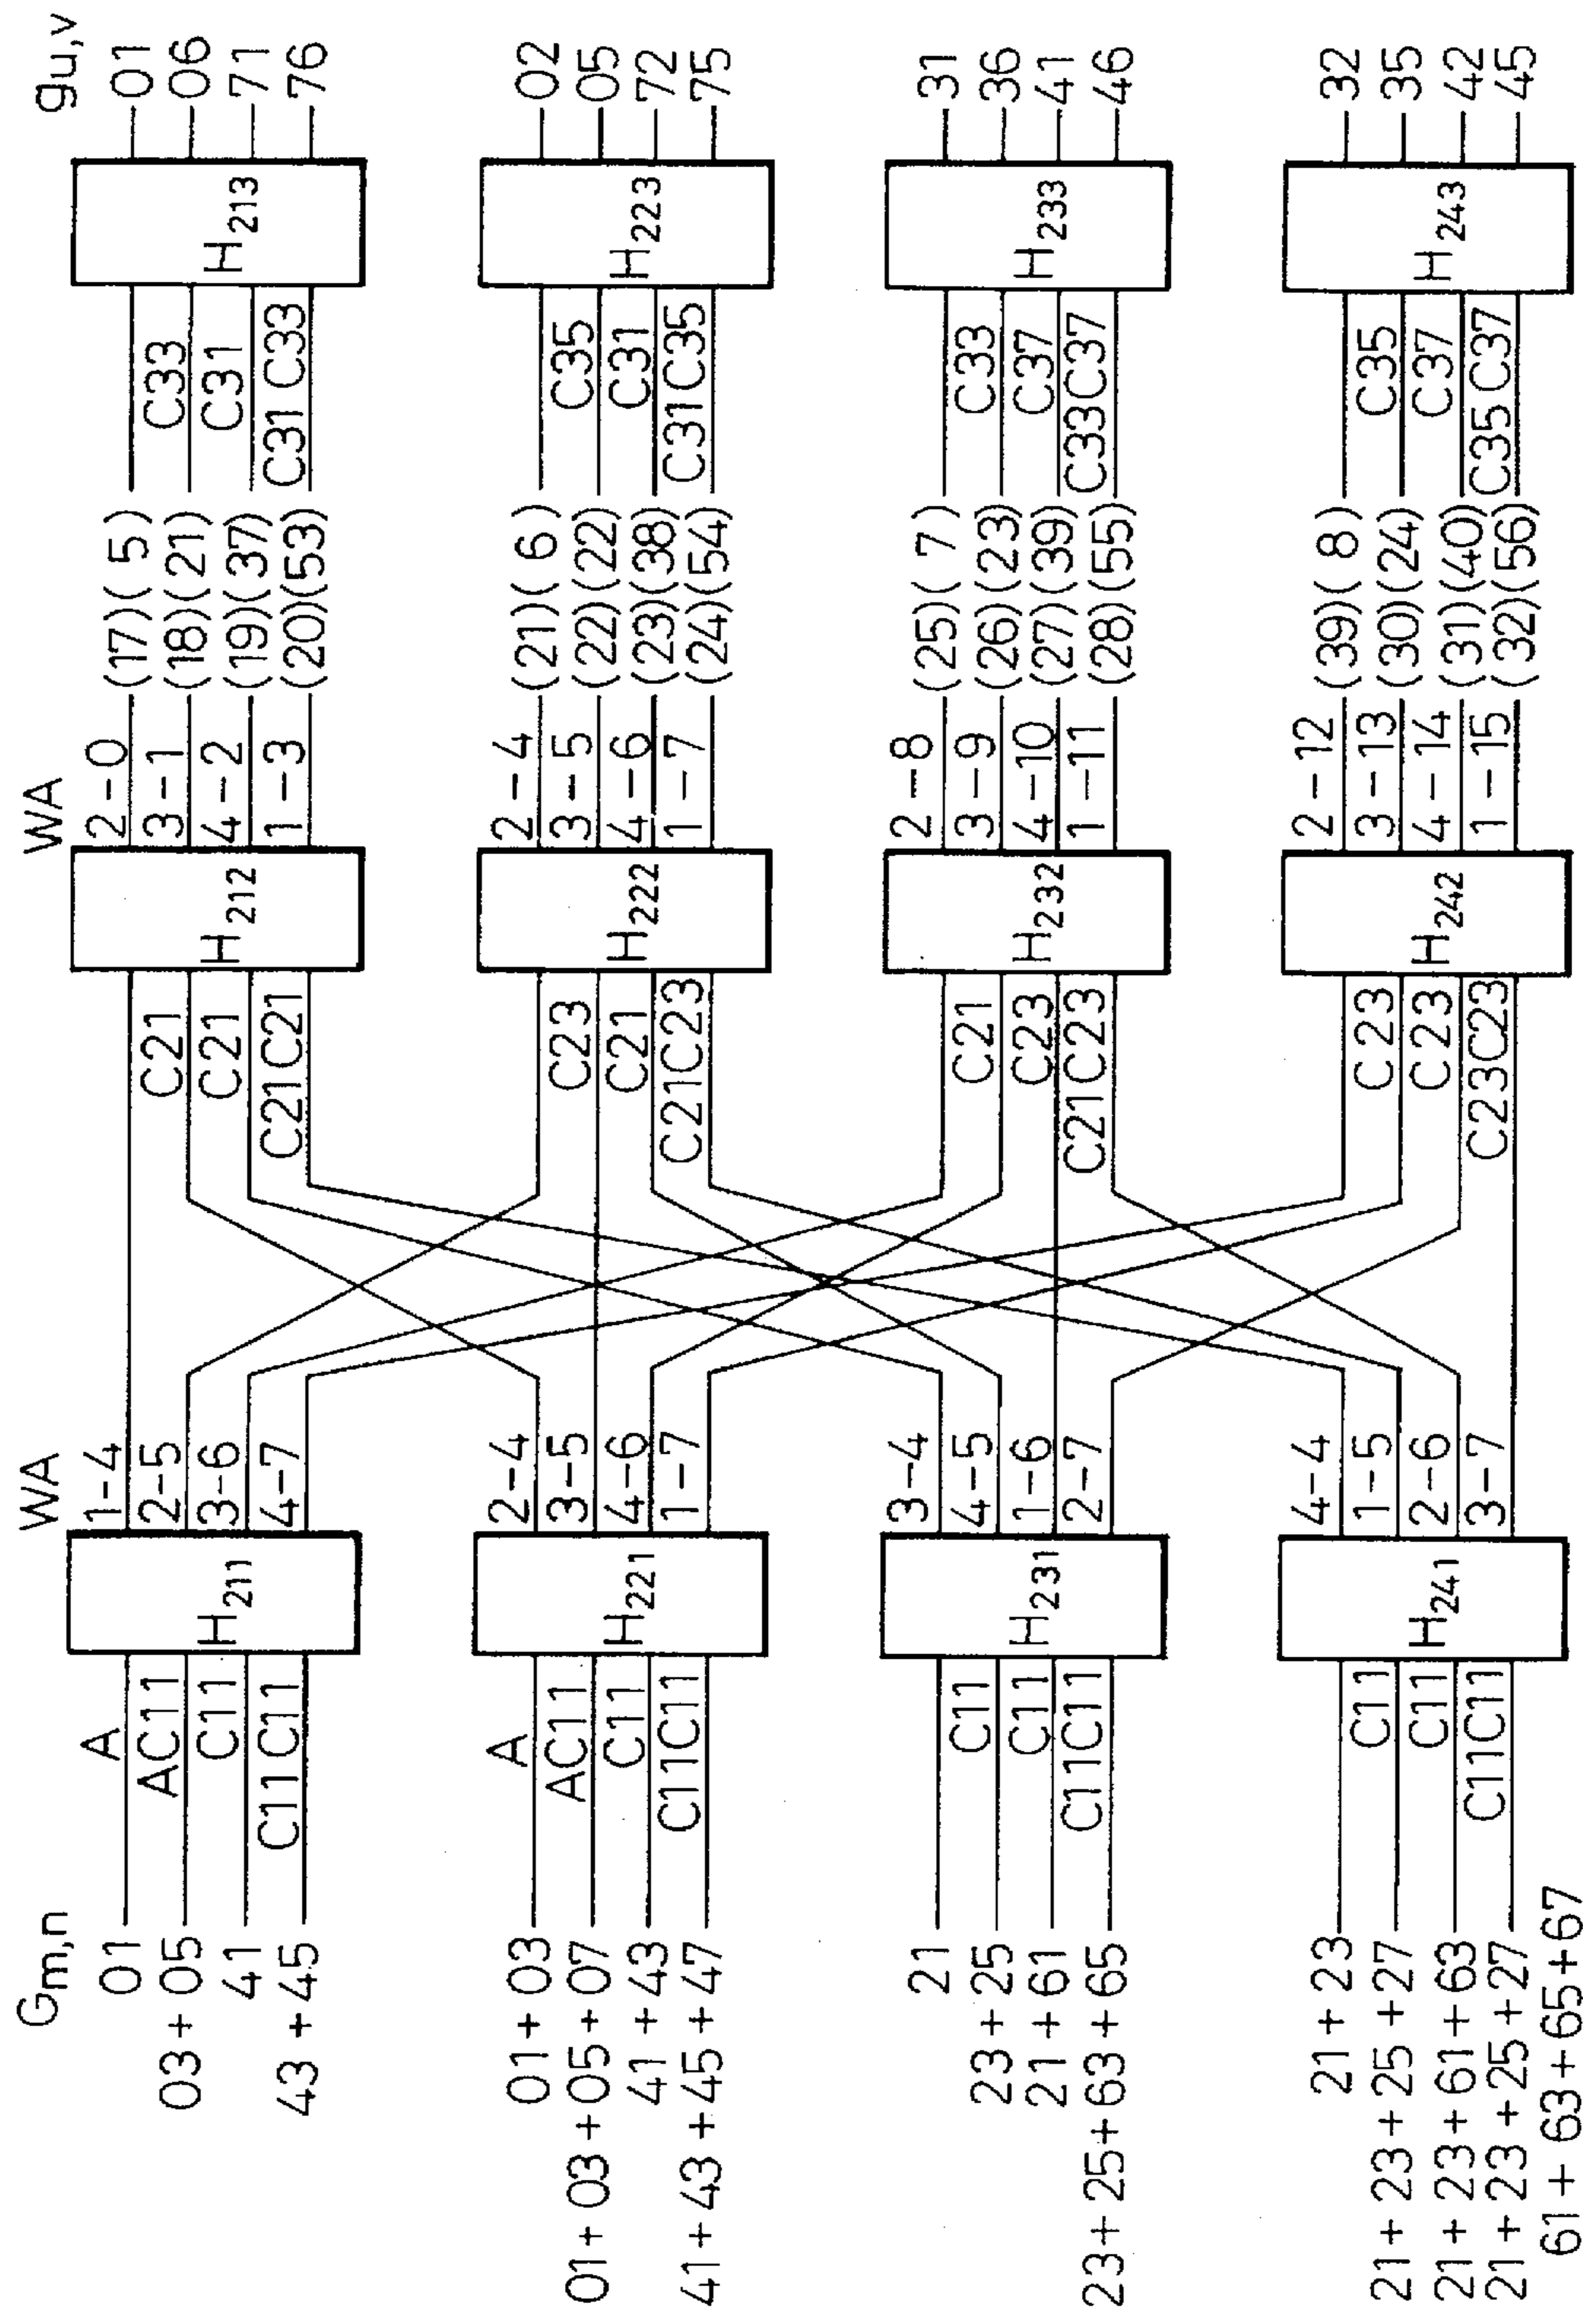 Gm,n
WA
WA
gu,v
01
A
H211
1-4
H212
2-0
(17)( 5)
H213
01
03+05
AC11
2-5
C21
3-1
(18)(21)
C33
06
41
C11
3-6
C21
4-2
(19)(37)
C31
71
43+45
C11C11
4-7
C21C21
1-3
(20)(53)
C31C33
76
01+03
A
H221
2-4
H222
2-4
(21)( 6)
H223
02
01+03+05+07
AC11
3-5
C23
3-5
(22)(22)
C35
05
41+43
C11
4-6
C21
4-6
(23)(38)
C31
72
41+43+45+47
C11C11
1-7
C21C23
1-7
(24)(54)
C31C35
75
21
H231
3-4
H232
2-8
(25)( 7)
H233
31
23+25
C11
4-5
C21
3-9
(26)(23)
C33
36
21+61
C11
1-6
C23
4-10
(27)(39)
C37
41
23+25+63+65
C11C11
2-7
C21C23
1-11
(28)(55)
C33C37
46
21+23
H241
4-4
H242
2-12
(39)( 8)
H243
32
21+23+25+27
C11
1-5
C23
3-13
(30)(24)
C35
35
21+23+61+63
C11
2-6
C23
4-14
(31)(40)
C37
42
21+23+25+27
61+63+65+67
C11C11
3-7
C23C23
1-15
(32)(56)
C35C37
45